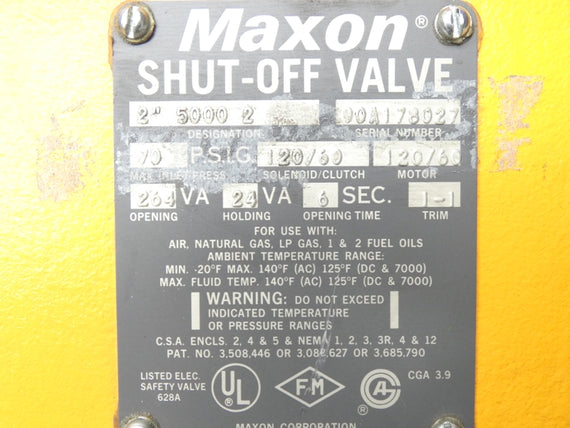 Maxon®
SHUT-OFF VALVE
2" 5000 2 90A178027
DESIGNATION SERIAL NUMBER
70 P.S.I.G. 120/60 120/60
MAX INLET PRESS. SOLENOID/CLUTCH MOTOR
264 VA 24 VA 6 SEC. 1-1
OPENING HOLDING OPENING TIME TRIM
FOR USE WITH:
AIR, NATURAL GAS, LP GAS, 1 & 2 FUEL OILS
AMBIENT TEMPERATURE RANGE:
MIN. -20°F MAX. 140°F (AC) 125°F (DC & 7000)
MAX. FLUID TEMP. 140°F (AC) 125°F (DC & 7000)
WARNING: DO NOT EXCEED
INDICATED TEMPERATURE
OR PRESSURE RANGES
C.S.A. ENCLS. 2, 4 & 5 & NEMA 1, 2, 3, 3R, 4 & 12
PAT. NO. 3,508,446 OR 3,086,627 OR 3,685,790
LISTED ELEC.
SAFETY VALVE
628A
UL ®
FM
CGA 3.9
MAXON CORPORATION